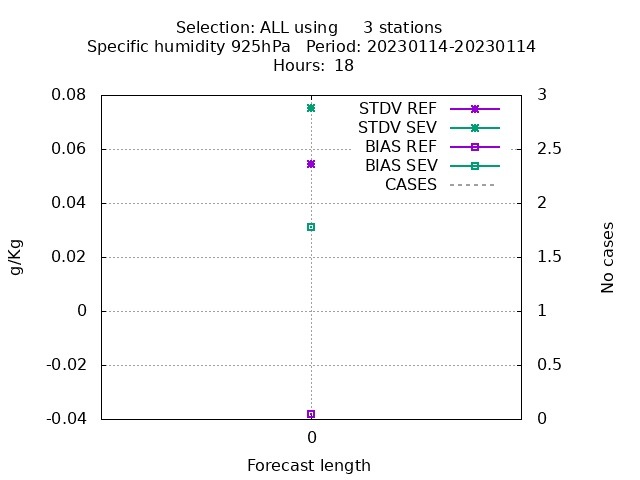 Selection: ALL using     3 stations
Specific humidity 925hPa   Period: 20230114-20230114
Hours:  18
0.08
0.06
0.04
0.02
0
-0.02
-0.04
g/Kg
STDV REF
STDV SEV
BIAS REF
BIAS SEV
CASES
3
2.5
2
1.5
1
0.5
0
No cases
0
Forecast length